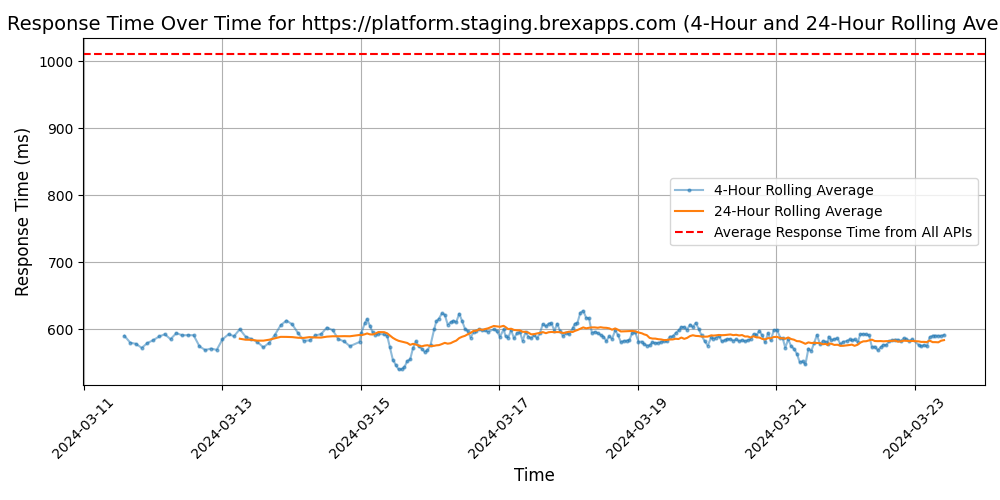 Response Time Over Time for https://platform.staging.brexapps.com (4-Hour and 24-Hour Rolling Ave
Response Time (ms)
1000
900
800
700
600
4-Hour Rolling Average
24-Hour Rolling Average
Average Response Time from All APIs
2024-03-11
2024-03-13
2024-03-15
2024-03-17
2024-03-19
2024-03-21
2024-03-23
Time